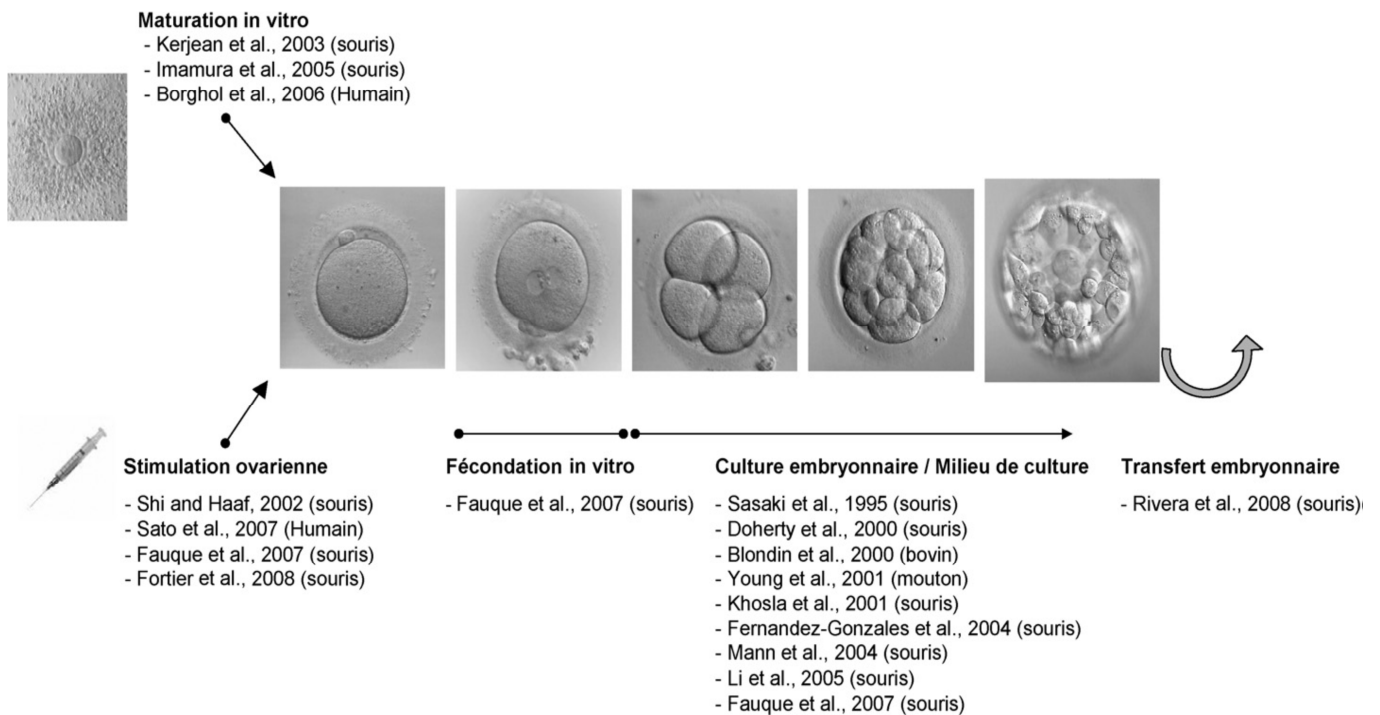 Maturation in vitro
- Kerjean et al., 2003 (souris)
- Imamura et al., 2005 (souris)
- Borghol et al., 2006 (Humain)
Stimulation ovarienne
- Shi and Haaf, 2002 (souris)
- Sato et al., 2007 (Humain)
- Fauque et al., 2007 (souris)
- Fortier et al., 2008 (souris)
Fécondation in vitro
- Fauque et al., 2007 (souris)
Culture embryonnaire / Milieu de culture
- Sasaki et al., 1995 (souris)
- Doherty et al., 2000 (souris)
- Blondin et al., 2000 (bovin)
- Young et al., 2001 (mouton)
- Khosla et al., 2001 (souris)
- Fernandez-Gonzales et al., 2004 (souris)
- Mann et al., 2004 (souris)
- Li et al., 2005 (souris)
- Fauque et al., 2007 (souris)
Transfert embryonnaire
- Rivera et al., 2008 (souris)